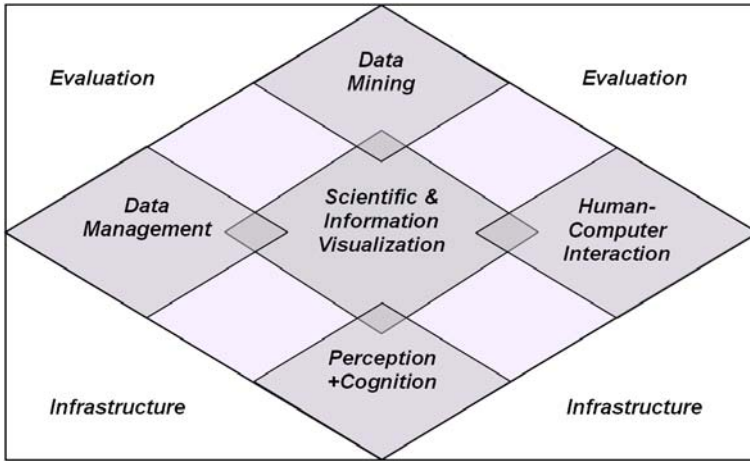 Evaluation
Data
Mining
Evaluation
Data
Management
Scientific &
Information
Visualization
Human-
Computer
Interaction
Perception
+Cognition
Infrastructure
Infrastructure